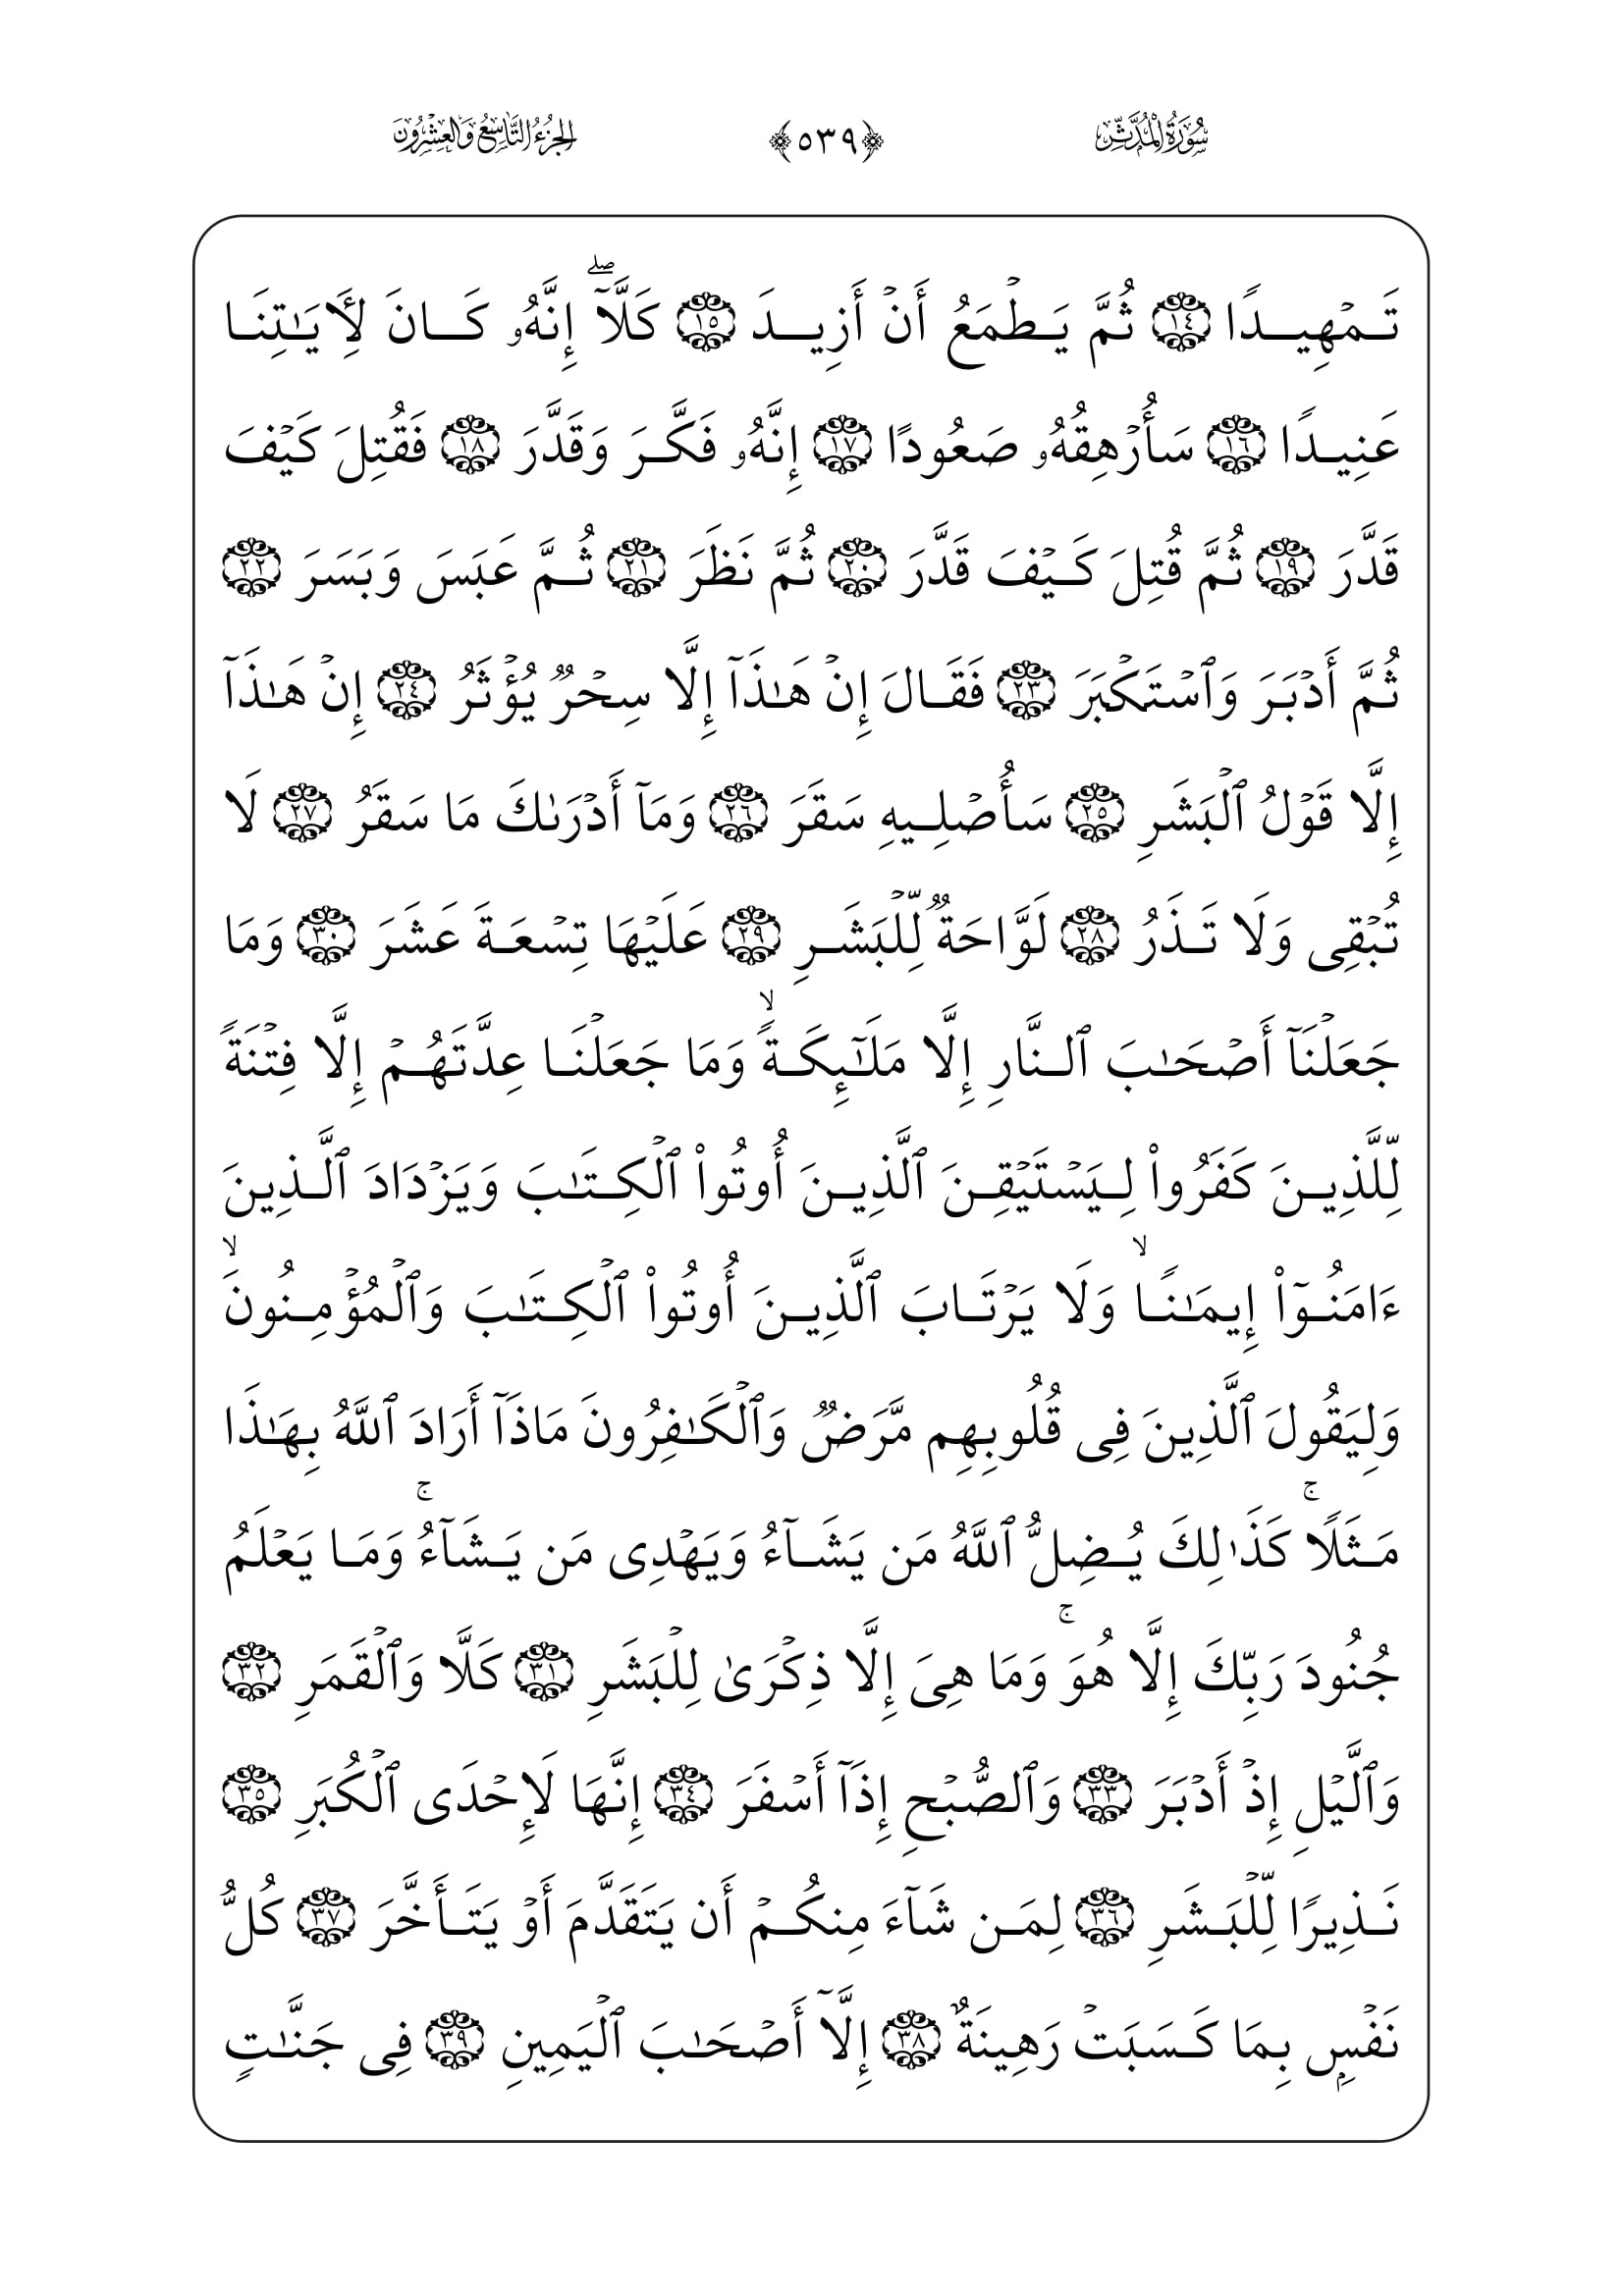 سُورَةُ الْمُدَّثِّرِ ﴿٥٣٩﴾ الجُزْءُ التَّاسِعُ وَالعِشْرُونَ
تَمۡهِيدًا ١٤ ثُمَّ يَطۡمَعُ أَنۡ أَزِيدَ ١٥ كَلَّآۖ إِنَّهُۥ كَانَ لِأٓيَٰتِنَا
عَنِيدًا ١٦ سَأُرۡهِقُهُۥ صَعُودًا ١٧ إِنَّهُۥ فَكَّرَ وَقَدَّرَ ١٨ فَقُتِلَ كَيۡفَ
قَدَّرَ ١٩ ثُمَّ قُتِلَ كَيۡفَ قَدَّرَ ٢٠ ثُمَّ نَظَرَ ٢١ ثُمَّ عَبَسَ وَبَسَرَ ٢٢
ثُمَّ أَدۡبَرَ وَٱسۡتَكۡبَرَ ٢٣ فَقَالَ إِنۡ هَٰذَآ إِلَّا سِحۡرٞ يُؤۡثَرُ ٢٤ إِنۡ هَٰذَآ
إِلَّا قَوۡلُ ٱلۡبَشَرِ ٢٥ سَأُصۡلِيهِ سَقَرَ ٢٦ وَمَآ أَدۡرَىٰكَ مَا سَقَرُ ٢٧ لَا
تُبۡقِي وَلَا تَذَرُ ٢٨ لَوَّاحَةٞ لِّلۡبَشَرِ ٢٩ عَلَيۡهَا تِسۡعَةَ عَشَرَ ٣٠ وَمَا
جَعَلۡنَآ أَصۡحَٰبَ ٱلنَّارِ إِلَّا مَلَٰٓئِكَةٗۙ وَمَا جَعَلۡنَا عِدَّتَهُمۡ إِلَّا فِتۡنَةٗ
لِّلَّذِينَ كَفَرُواْ لِيَسۡتَيۡقِنَ ٱلَّذِينَ أُوتُواْ ٱلۡكِتَٰبَ وَيَزۡدَادَ ٱلَّذِينَ
ءَامَنُوٓاْ إِيمَٰنٗاۙ وَلَا يَرۡتَابَ ٱلَّذِينَ أُوتُواْ ٱلۡكِتَٰبَ وَٱلۡمُؤۡمِنُونَۙ
وَلِيَقُولَ ٱلَّذِينَ فِي قُلُوبِهِم مَّرَضٞ وَٱلۡكَٰفِرُونَ مَاذَآ أَرَادَ ٱللَّهُ بِهَٰذَا
مَثَلٗاۚ كَذَٰلِكَ يُضِلُّ ٱللَّهُ مَن يَشَآءُ وَيَهۡدِي مَن يَشَآءُۚ وَمَا يَعۡلَمُ
جُنُودَ رَبِّكَ إِلَّا هُوَۚ وَمَا هِيَ إِلَّا ذِكۡرَىٰ لِلۡبَشَرِ ٣١ كَلَّا وَٱلۡقَمَرِ ٣٢
وَٱلَّيۡلِ إِذۡ أَدۡبَرَ ٣٣ وَٱلصُّبۡحِ إِذَآ أَسۡفَرَ ٣٤ إِنَّهَا لَإِحۡدَى ٱلۡكُبَرِ ٣٥
نَذِيرٗا لِّلۡبَشَرِ ٣٦ لِمَن شَآءَ مِنكُمۡ أَن يَتَقَدَّمَ أَوۡ يَتَأَخَّرَ ٣٧ كُلُّ
نَفۡسِۭ بِمَا كَسَبَتۡ رَهِينَةٌ ٣٨ إِلَّآ أَصۡحَٰبَ ٱلۡيَمِينِ ٣٩ فِي جَنَّٰتٖ